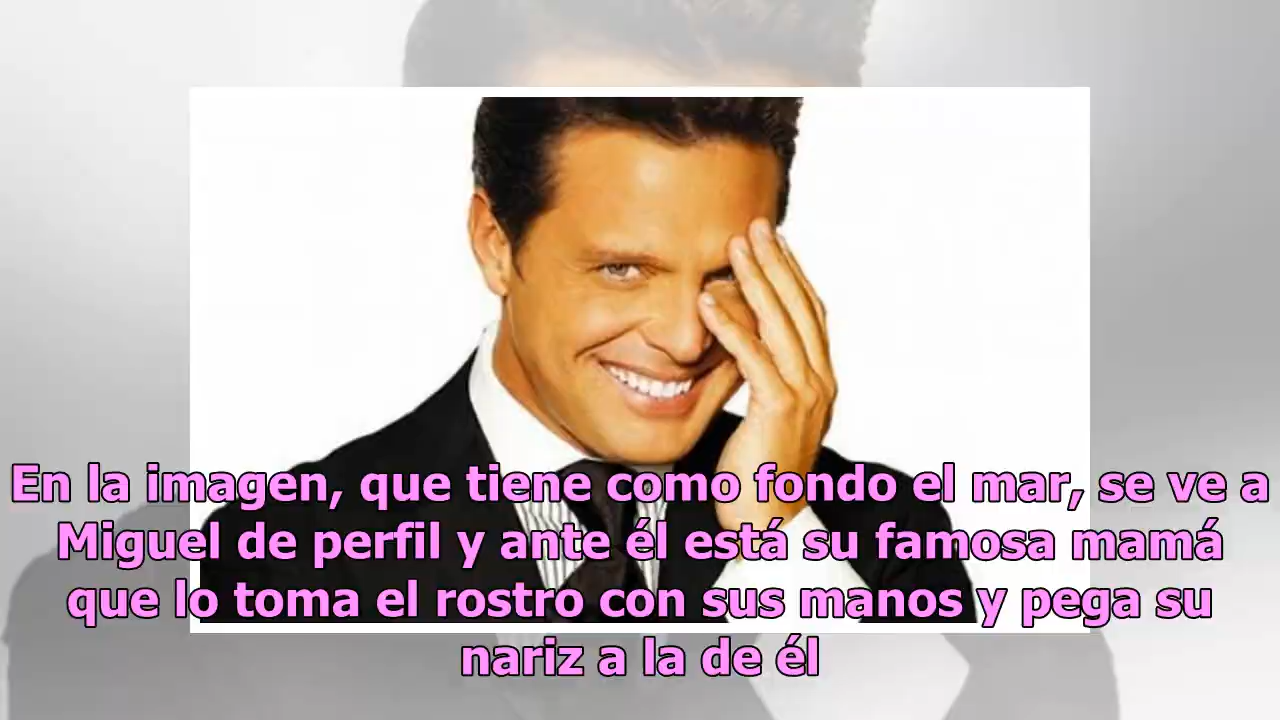 En la imagen, que tiene como fondo el mar, se ve a
Miguel de perfil y ante él está su famosa mamá
que lo toma el rostro con sus manos y pega su
nariz a la de él